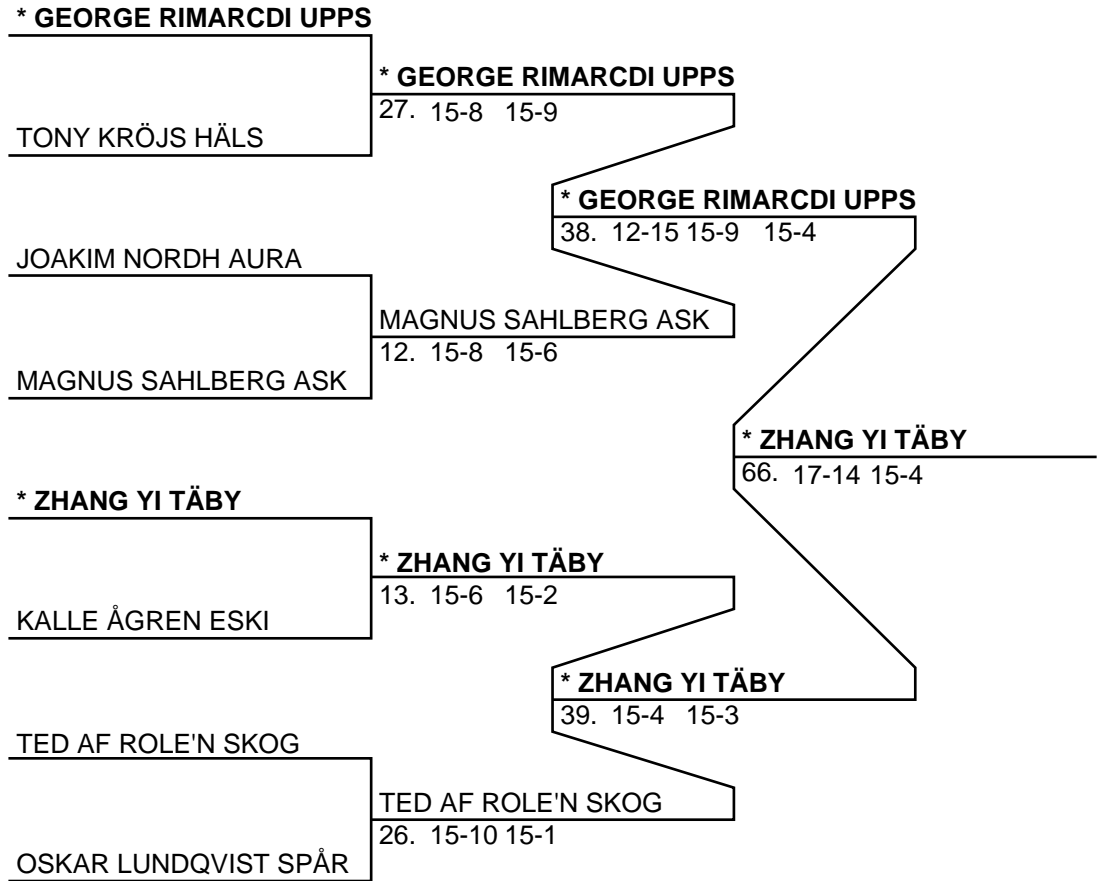 * GEORGE RIMARCDI UPPS
* GEORGE RIMARCDI UPPS
27. 15-8 15-9
TONY KRÖJS HÄLS
* GEORGE RIMARCDI UPPS
38. 12-15 15-9 15-4
JOAKIM NORDH AURA
MAGNUS SAHLBERG ASK
12. 15-8 15-6
MAGNUS SAHLBERG ASK
* ZHANG YI TÄBY
66. 17-14 15-4
* ZHANG YI TÄBY
* ZHANG YI TÄBY
13. 15-6 15-2
KALLE ÅGREN ESKI
* ZHANG YI TÄBY
39. 15-4 15-3
TED AF ROLE'N SKOG
TED AF ROLE'N SKOG
26. 15-10 15-1
OSKAR LUNDQVIST SPÅR